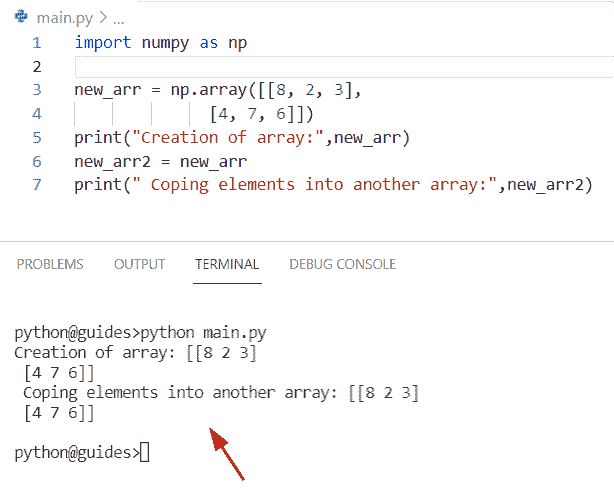 main.py > ...
1 import numpy as np
2
3 new_arr = np.array([[8, 2, 3],
4 [4, 7, 6]])
5 print("Creation of array:",new_arr)
6 new_arr2 = new_arr
7 print(" Coping elements into another array:",new_arr2)
PROBLEMS OUTPUT TERMINAL DEBUG CONSOLE
python@guides>python main.py
Creation of array: [[8 2 3]
[4 7 6]]
Coping elements into another array: [[8 2 3]
[4 7 6]]
python@guides>